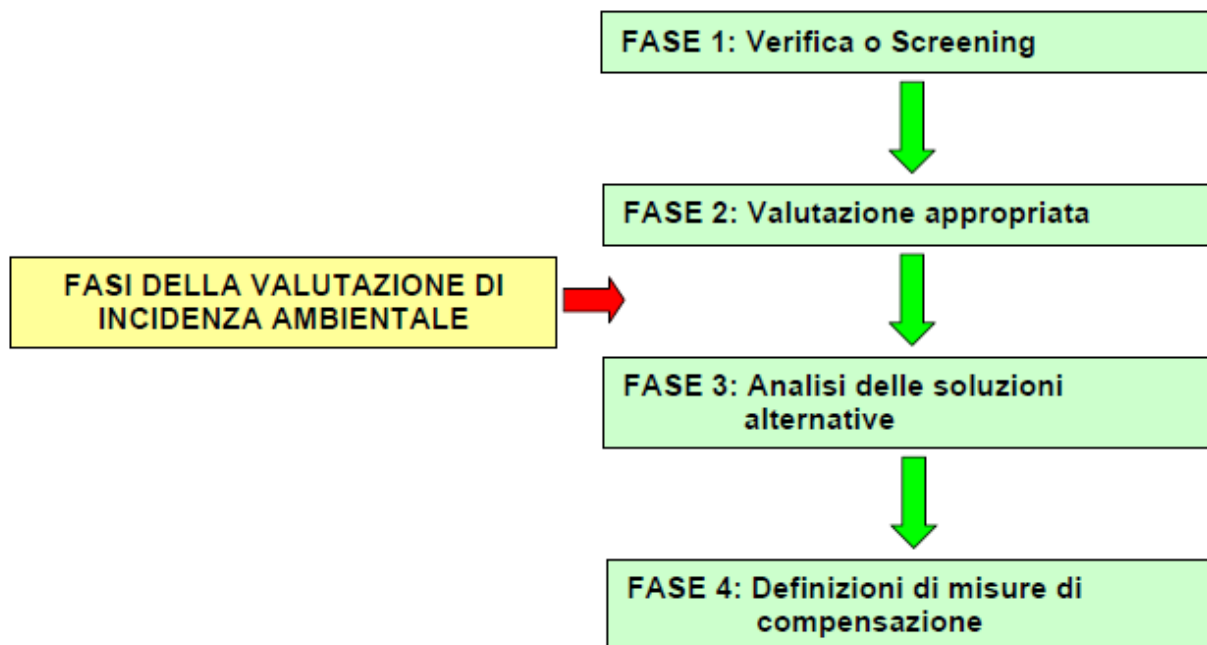 FASE 1: Verifica o Screening
FASE 2: Valutazione appropriata
FASI DELLA VALUTAZIONE DI
INCIDENZA AMBIENTALE
FASE 3: Analisi delle soluzioni
alternative
FASE 4: Definizioni di misure di
compensazione